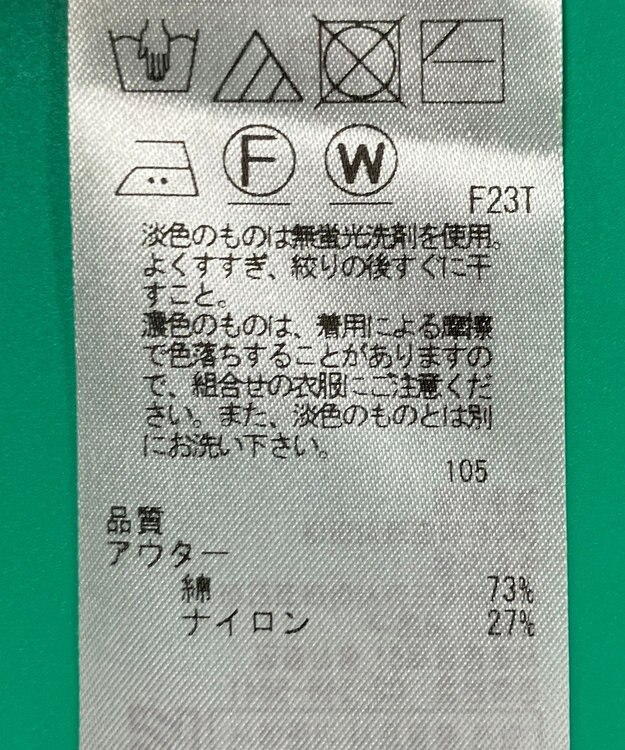 F W
F23T
淡色のものは無蛍光洗剤を使用。
よくすすぎ、絞りの後すぐに干
すこと。
濃色のものは、着用による摩擦
で色落ちすることがありますの
で、組合せの衣服にご注意くだ
さい。また、淡色のものとは別
にお洗い下さい。
105
品質
アウター
綿 73%
ナイロン 27%